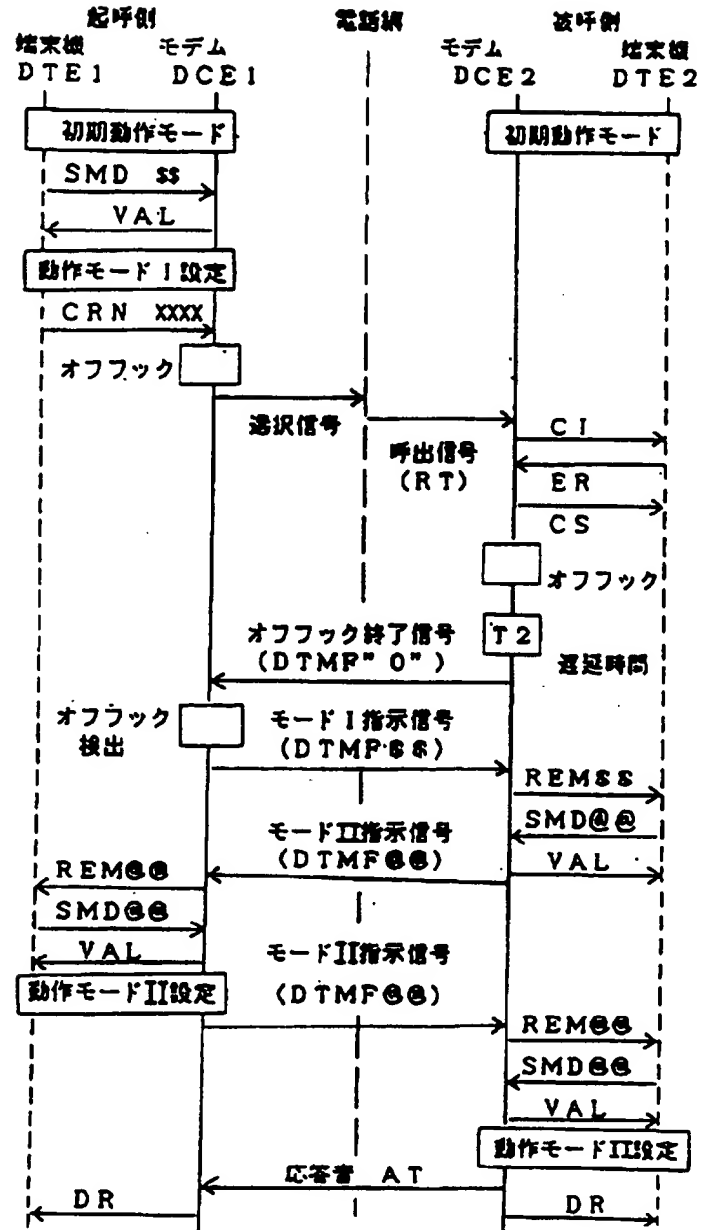 起呼側 電話網 被呼側
端末機 モデム モデム 端末機
DTE1 DCE1 DCE2 DTE2
初期動作モード 初期動作モード
SMD $$
VAL
動作モードI設定
CRN XXXX
オフフック
選択信号
CI
呼出信号
(RT)
ER
CS
オフフック
オフフック終了信号 T2
(DTMF"0") 遅延時間
オフフック モードI指示信号
検出 (DTMF$$)
REM$$
モードII指示信号 SMD@@
(DTMF@@) VAL
REM@@
SMD@@
VAL モードII指示信号
動作モードII設定 (DTMF@@)
REM@@
SMD@@
VAL
動作モードII設定
応答音 AT
DR DR